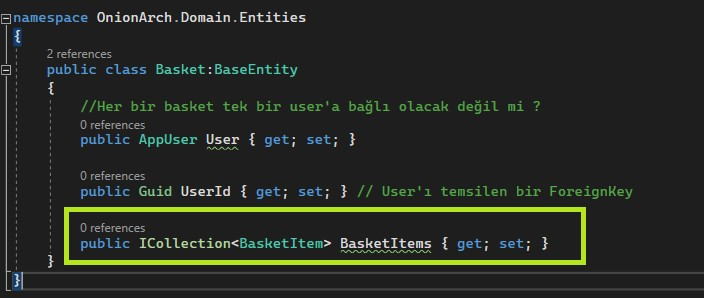 namespace OnionArch.Domain.Entities
{
2 references
public class Basket:BaseEntity
{
//Her bir basket tek bir user'a bağlı olacak değil mi ?
0 references
public AppUser User { get; set; }
0 references
public Guid UserId { get; set; } // User'ı temsilen bir ForeignKey
0 references
public ICollection<BasketItem> BasketItems { get; set; }
}
}